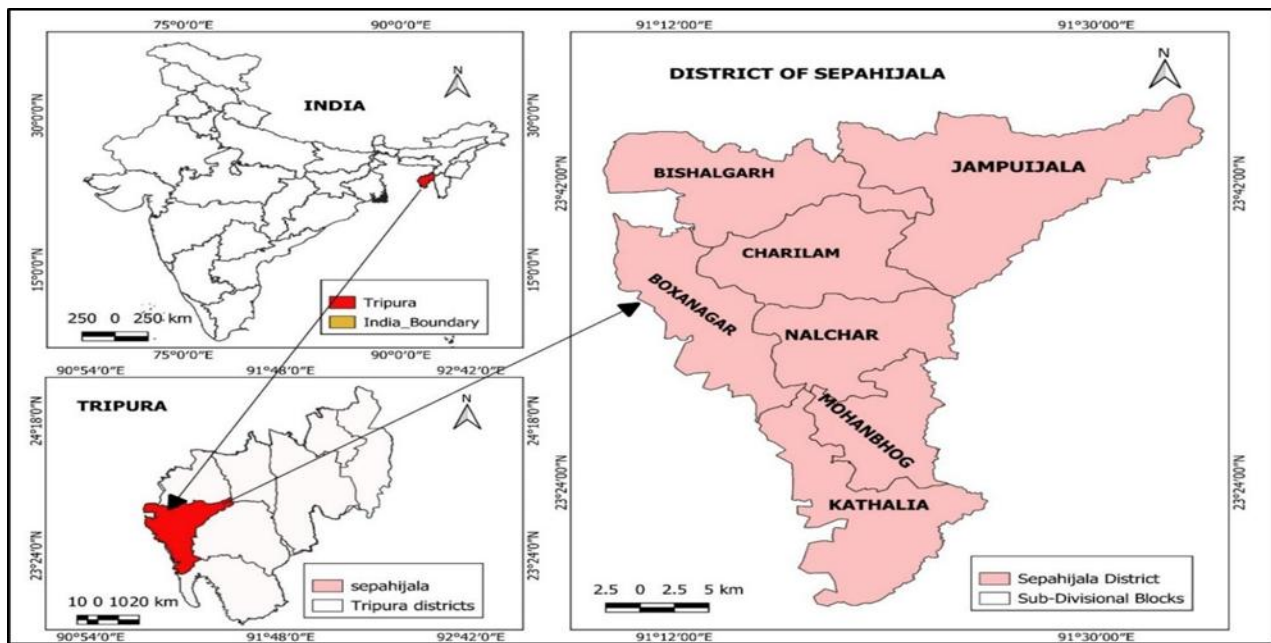 75°0'0"E 90°0'0"E
N
INDIA
30°0'0"N
30°0'0"N
15°0'0"N
15°0'0"N
Tripura
India_Boundary
250 0 250 km
75°0'0"E 90°0'0"E
90°54'0"E 91°48'0"E 92°42'0"E
TRIPURA
N
24°18'0"N
24°18'0"N
23°24'0"N
23°24'0"N
sepahijala
Tripura districts
10 0 1020 km
90°54'0"E 91°48'0"E 92°42'0"E
91°12'00"E 91°30'00"E
DISTRICT OF SEPAHIJALA
N
23°42'00"N
23°42'00"N
BISHALGARH
JAMPUIJALA
CHARILAM
BOXANAGAR
NALCHAR
MOHANBHOG
23°24'00"N
23°24'00"N
KATHALIA
Sepahijala District
Sub-Divisional Blocks
2.5 0 2.5 5 km
91°12'00"E 91°30'00"E